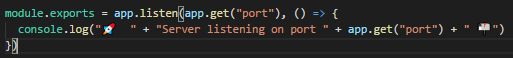 module.exports = app.listen(app.get("port"), () => {
  console.log("🚀  " + "Server listening on port " + app.get("port") + " 📬")
})